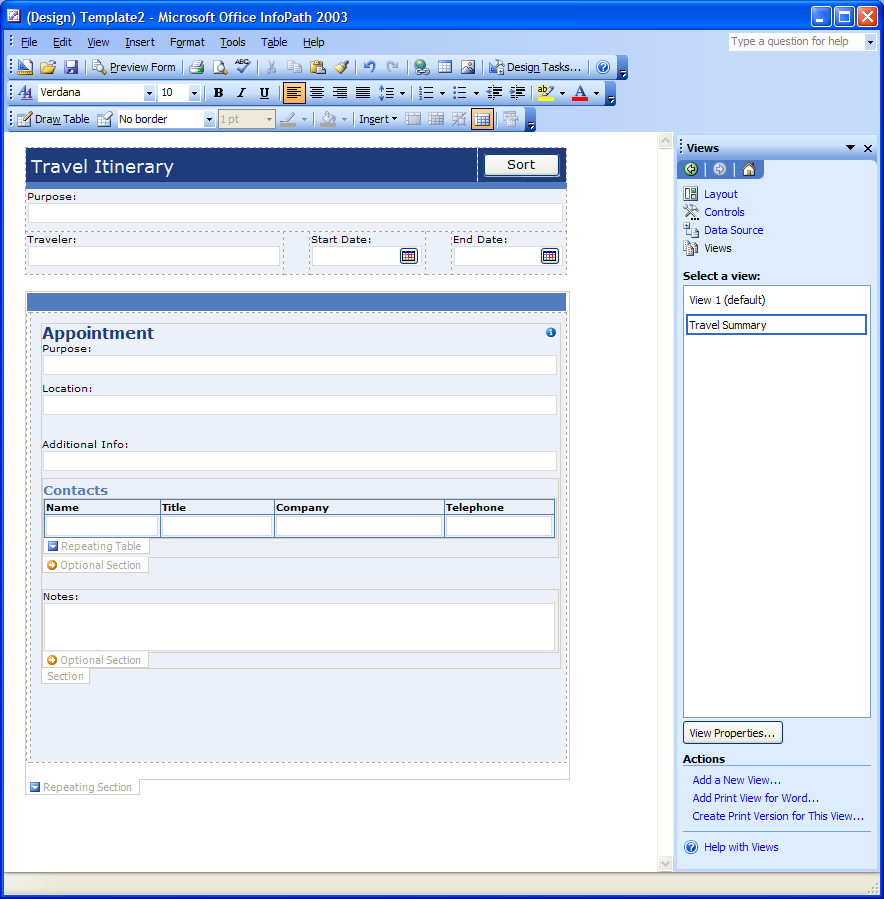 (Design) Template2 - Microsoft Office InfoPath 2003
File Edit View Insert Format Tools Table Help
Type a question for help
Preview Form ABC Design Tasks...
Verdana 10 B I U A
Draw Table No border 1 pt Insert
Travel Itinerary Sort
Purpose:
Traveler: Start Date: End Date:
Appointment
Purpose:
Location:
Additional Info:
Contacts
Name Title Company Telephone
Repeating Table
Optional Section
Notes:
Optional Section
Section
Repeating Section
Views
Layout
Controls
Data Source
Views
Select a view:
View 1 (default)
Travel Summary
View Properties...
Actions
Add a New View...
Add Print View for Word...
Create Print Version for This View...
Help with Views